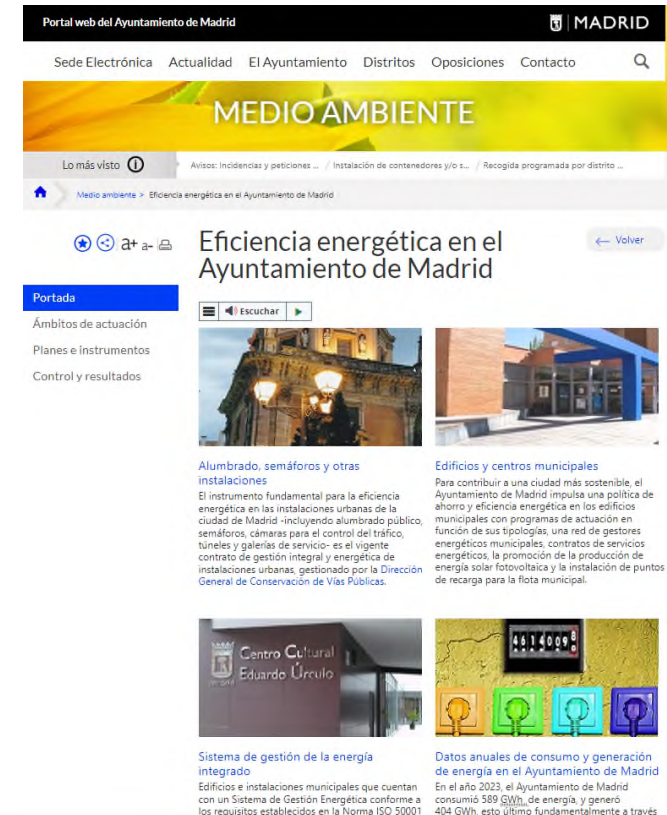 Portal web del Ayuntamiento de Madrid
MADRID
Sede Electrónica Actualidad El Ayuntamiento Distritos Oposiciones Contacto
MEDIO AMBIENTE
Lo más visto
Avisos: Incidencias y peticiones ... / Instalación de contenedores y/o s... / Recogida programada por distrito ...
Medio ambiente > Eficiencia energética en el Ayuntamiento de Madrid
a+ a-
Eficiencia energética en el
Ayuntamiento de Madrid
Volver
Portada
Ámbitos de actuación
Planes e instrumentos
Control y resultados
Escuchar
Alumbrado, semáforos y otras
instalaciones
El instrumento fundamental para la eficiencia
energética en las instalaciones urbanas de la
ciudad de Madrid -incluyendo alumbrado público,
semáforos, cámaras para el control del tráfico,
túneles y galerías de servicio- es el vigente
contrato de gestión integral y energética de
instalaciones urbanas, gestionado por la Dirección
General de Conservación de Vías Públicas.
Edificios y centros municipales
Para contribuir a una ciudad más sostenible, el
Ayuntamiento de Madrid impulsa una política de
ahorro y eficiencia energética en los edificios
municipales con programas de actuación en
función de sus tipologías, una red de gestores
energéticos municipales, contratos de servicios
energéticos, la promoción de la producción de
energía solar fotovoltaica y la instalación de puntos
de recarga para la flota municipal.
Centro Cultural
Eduardo Úrculo
Sistema de gestión de la energía
integrado
Edificios e instalaciones municipales que cuentan
con un Sistema de Gestión Energética conforme a
los requisitos establecidos en la Norma ISO 50001
4614009
Datos anuales de consumo y generación
de energía en el Ayuntamiento de Madrid
En el año 2023, el Ayuntamiento de Madrid
consumió 589 GWh. de energía, y generó
404 GWh, esto último fundamentalmente a través